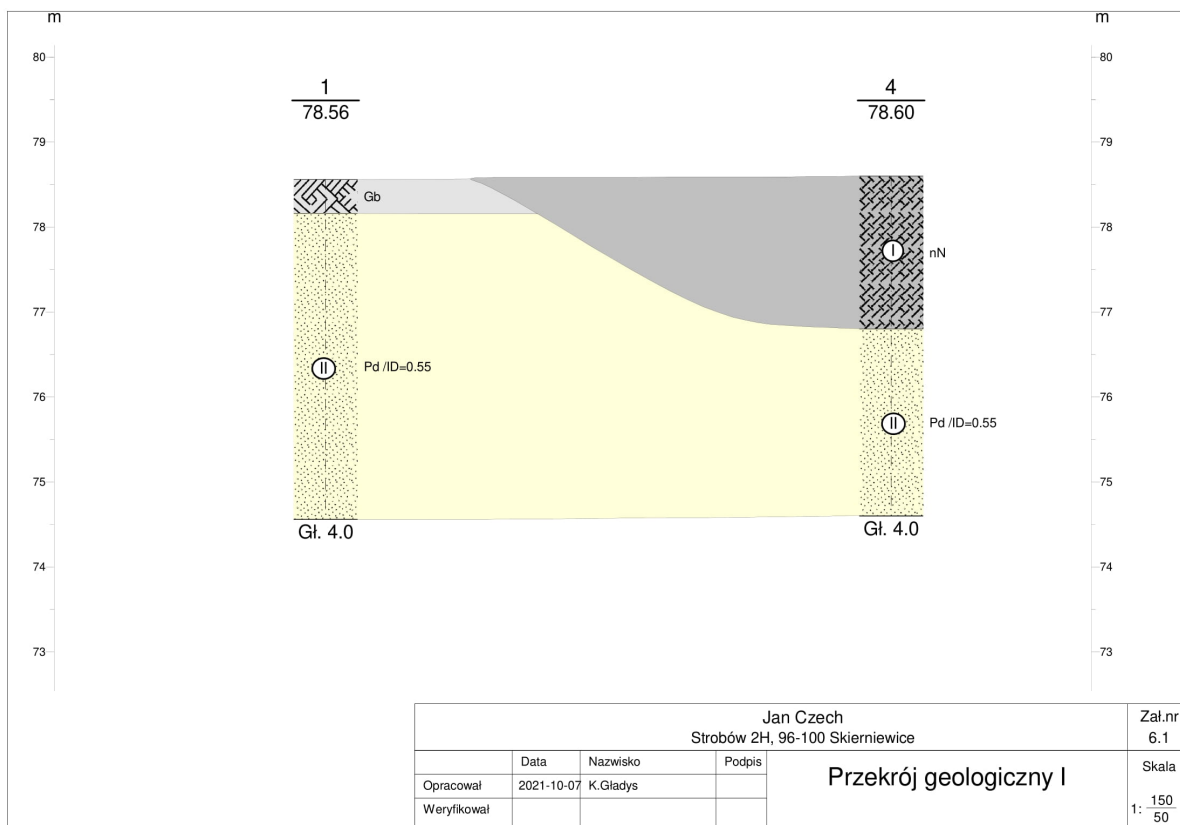 m
m
80
80
1
78.56
4
78.60
79
79
Gb
78
78
I
nN
77
77
II
Pd /ID=0.55
76
76
II
Pd /ID=0.55
75
75
Gł. 4.0
Gł. 4.0
74
74
73
73
Jan Czech
Strobów 2H, 96-100 Skierniewice
Zał.nr
6.1
Data
Nazwisko
Podpis
Przekrój geologiczny I
Skala
1: 150
50
Opracował
2021-10-07
K.Gładys
Weryfikował